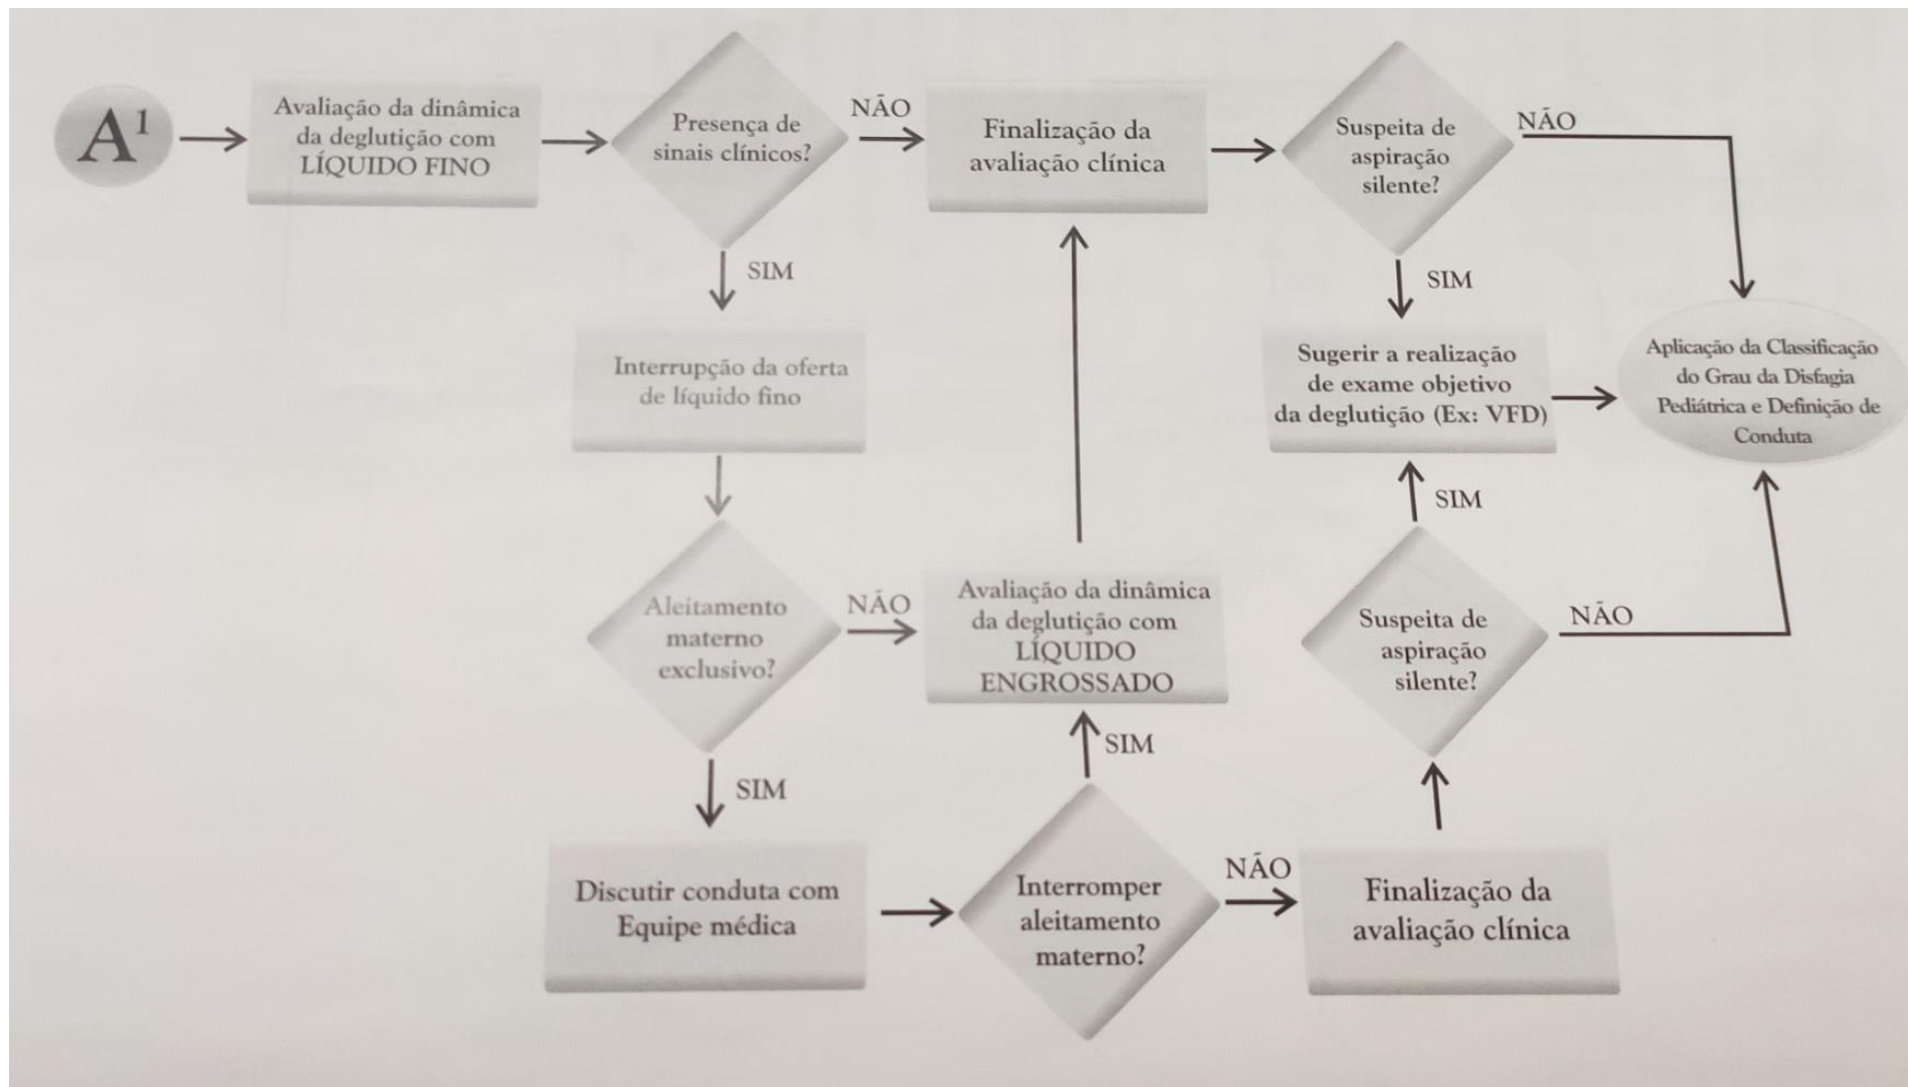 A¹
Avaliação da dinâmica
da deglutição com
LÍQUIDO FINO
Presença de
sinais clínicos?
NÃO
Finalização da
avaliação clínica
Suspeita de
aspiração
silente?
NÃO
SIM
SIM
Interrupção da oferta
de líquido fino
Sugerir a realização
de exame objetivo
da deglutição (Ex: VFD)
Aplicação da Classificação
do Grau da Disfagia
Pediátrica e Definição de
Conduta
SIM
Aleitamento
materno
exclusivo?
NÃO
Avaliação da dinâmica
da deglutição com
LÍQUIDO
ENGROSSADO
Suspeita de
aspiração
silente?
NÃO
SIM
SIM
Discutir conduta com
Equipe médica
Interromper
aleitamento
materno?
NÃO
Finalização da
avaliação clínica